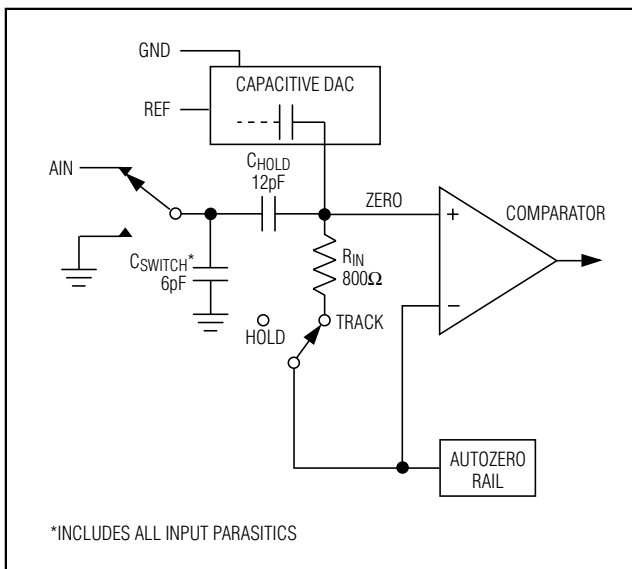 GND
CAPACITIVE DAC
REF
CHOLD
12pF
AIN
ZERO
COMPARATOR
+
CSWITCH*
6pF
RIN
800Ω
HOLD
TRACK
−
AUTOZERO
RAIL
*INCLUDES ALL INPUT PARASITICS